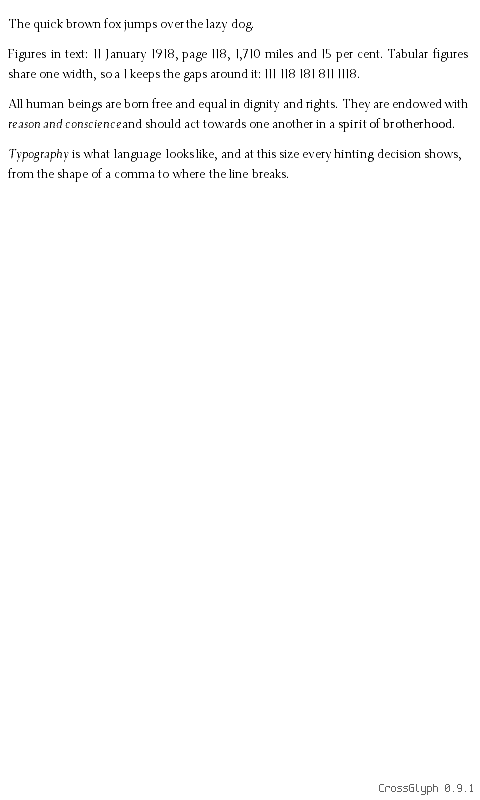 The quick brown fox jumps over the lazy dog.
Figures in text: 11 January 1918, page 118, 1,710 miles and 15 per cent. Tabular figures
share one width, so a 1 keeps the gaps around it: 111 118 181 811 1118.
All human beings are born free and equal in dignity and rights. They are endowed with
reason and conscience and should act towards one another in a spirit of brotherhood.
Typography is what language looks like, and at this size every hinting decision shows,
from the shape of a comma to where the line breaks.
CrossGlyph 0.9.1